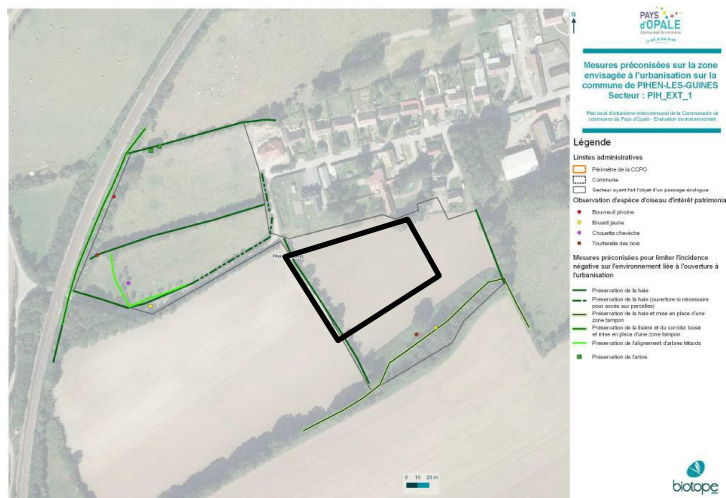 N
PAYS
d'OPALE
Communauté de communes
Mesures préconisées sur la zone
envisagée à l'urbanisation sur la
commune de PIHEN-LES-GUINES
Secteur : PIH_EXT_1
Plan local d'urbanisme intercommunal de la Communauté de
communes du Pays d'Opale - Evaluation environnementale
Légende
Limites administratives
Périmètre de la CCPO
Commune
Secteur ayant fait l'objet d'un passage écologue
Observation d'espèce d'oiseau d'intérêt patrimonia
Bouvreuil pivoine
Bruant jaune
Chouette chevêche
Tourterelle des bois
Mesures préconisées pour limiter l'incidence
négative sur l'environnement liée à l'ouverture à
l'urbanisation
Préservation de la haie
Préservation de la haie (ouverture si nécessaire
pour accès aux parcelles)
Préservation de la haie et mise en place d'une
zone tampon
Préservation de la lisière et du corridor boisé
et mise en place d'une zone tampon
Préservation de l'alignement d'arbres têtards
Préservation de l'arbre
0 10 20 m
biotope